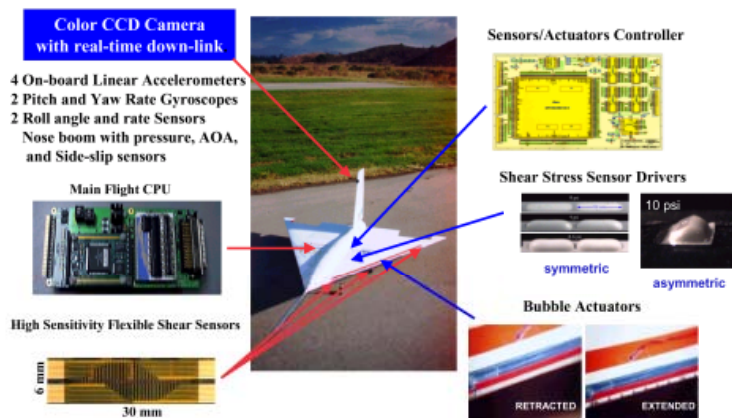 Color CCD Camera
with real-time down-link.
4 On-board Linear Accelerometers
2 Pitch and Yaw Rate Gyroscopes
2 Roll angle and rate Sensors
Nose boom with pressure, AOA,
and Side-slip sensors
Main Flight CPU
High Sensitivity Flexible Shear Sensors
6 mm
30 mm
Sensors/Actuators Controller
Shear Stress Sensor Drivers
10 psi
symmetric
asymmetric
Bubble Actuators
RETRACTED
EXTENDED